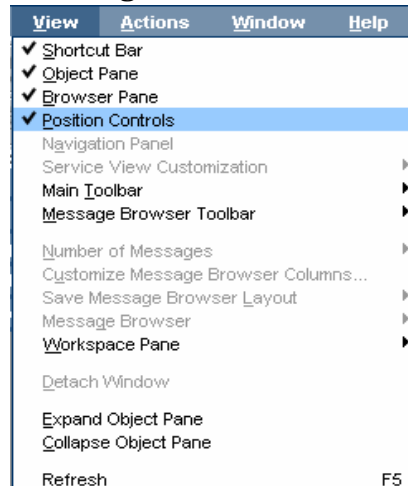 View Actions Window Help
Shortcut Bar
Object Pane
Browser Pane
Position Controls
Navigation Panel
Service View Customization
Main Toolbar
Message Browser Toolbar
Number of Messages
Customize Message Browser Columns...
Save Message Browser Layout
Message Browser
Workspace Pane
Detach Window
Expand Object Pane
Collapse Object Pane
Refresh F5